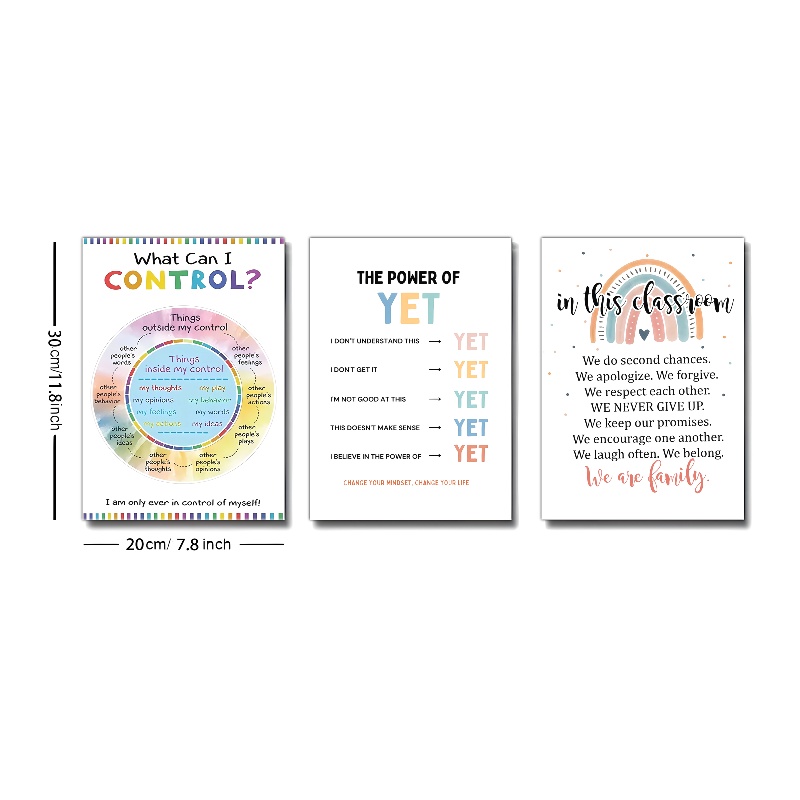 30cm/11.8inch
20cm/ 7.8 inch
What Can I
CONTROL?
Things
outside my control
other
people's
words
other
people's
feelings
other
people's
behavior
other
people's
actions
other
people's
ideas
other
people's
plays
other
people's
thoughts
other
people's
opinions
Things
inside my control
my thoughts
my play
my opinions
my behavior
my feelings
my words
my actions
my ideas
I am only ever in control of myself!
THE POWER OF
YET
I DON'T UNDERSTAND THIS → YET
I DON'T GET IT → YET
I'M NOT GOOD AT THIS → YET
THIS DOESN'T MAKE SENSE → YET
I BELIEVE IN THE POWER OF → YET
CHANGE YOUR MINDSET, CHANGE YOUR LIFE
in this classroom
We do second chances.
We apologize. We forgive.
We respect each other.
WE NEVER GIVE UP.
We keep our promises.
We encourage one another.
We laugh often. We belong.
We are family.